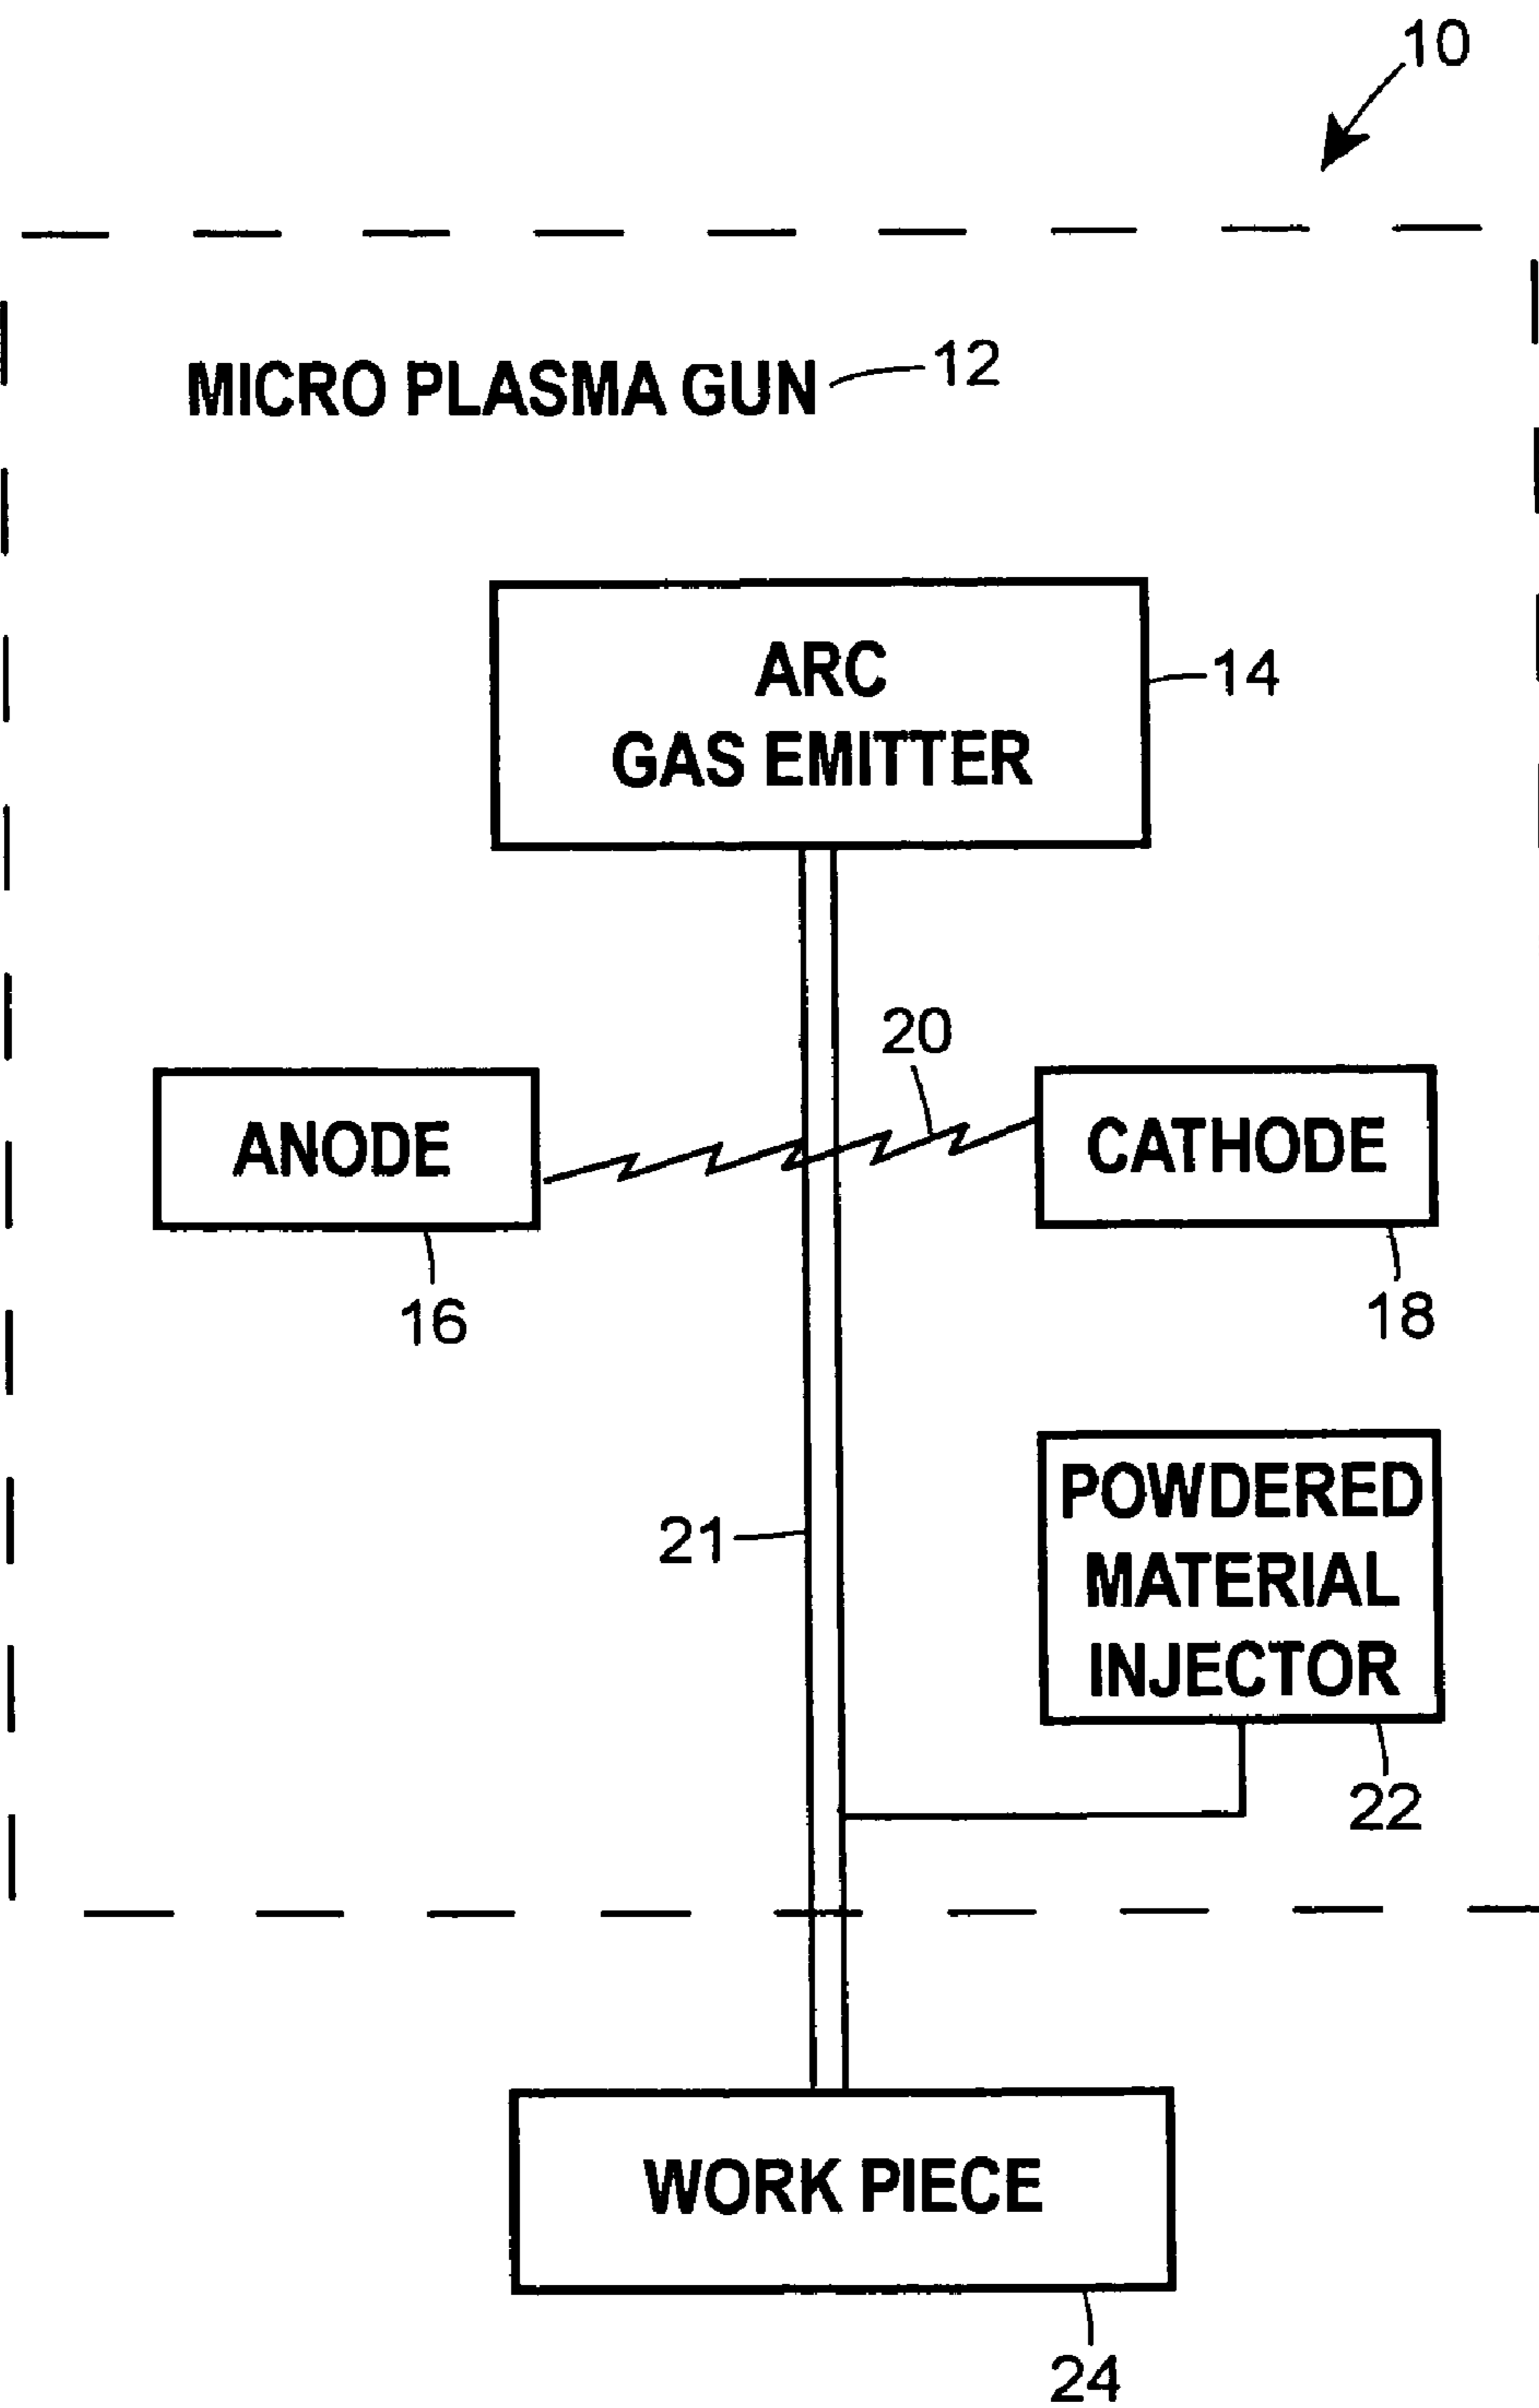 10
MICRO PLASMA GUN 12
ARC
GAS EMITTER
14
20
ANODE
CATHODE
16
18
POWDERED
MATERIAL
INJECTOR
21
22
WORK PIECE
24